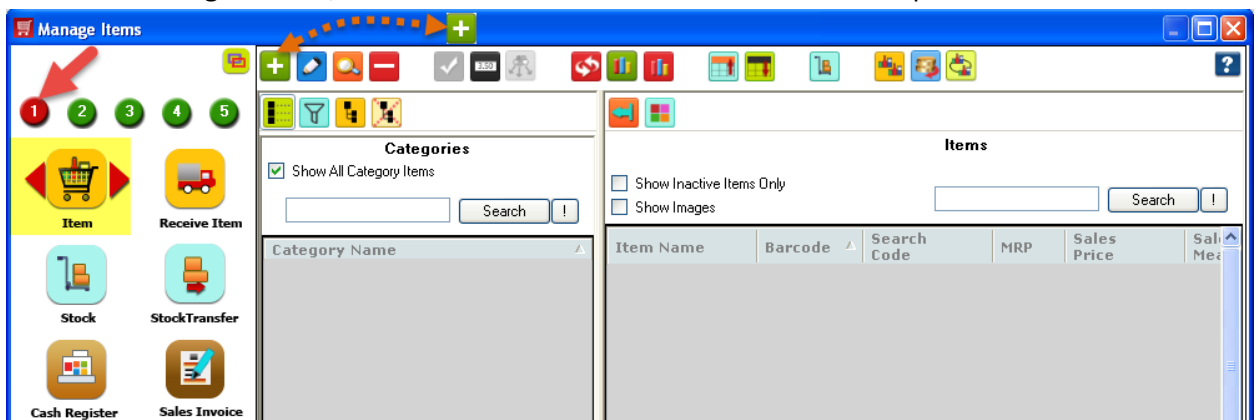 Manage Items
3.50
?
1 2 3 4 5
Categories
Items
Show All Category Items
Show Inactive Items Only
Show Images
Search !
Search !
Item
Receive Item
Category Name
Item Name Barcode Search Code MRP Sales Price
Stock
StockTransfer
Cash Register
Sales Invoice